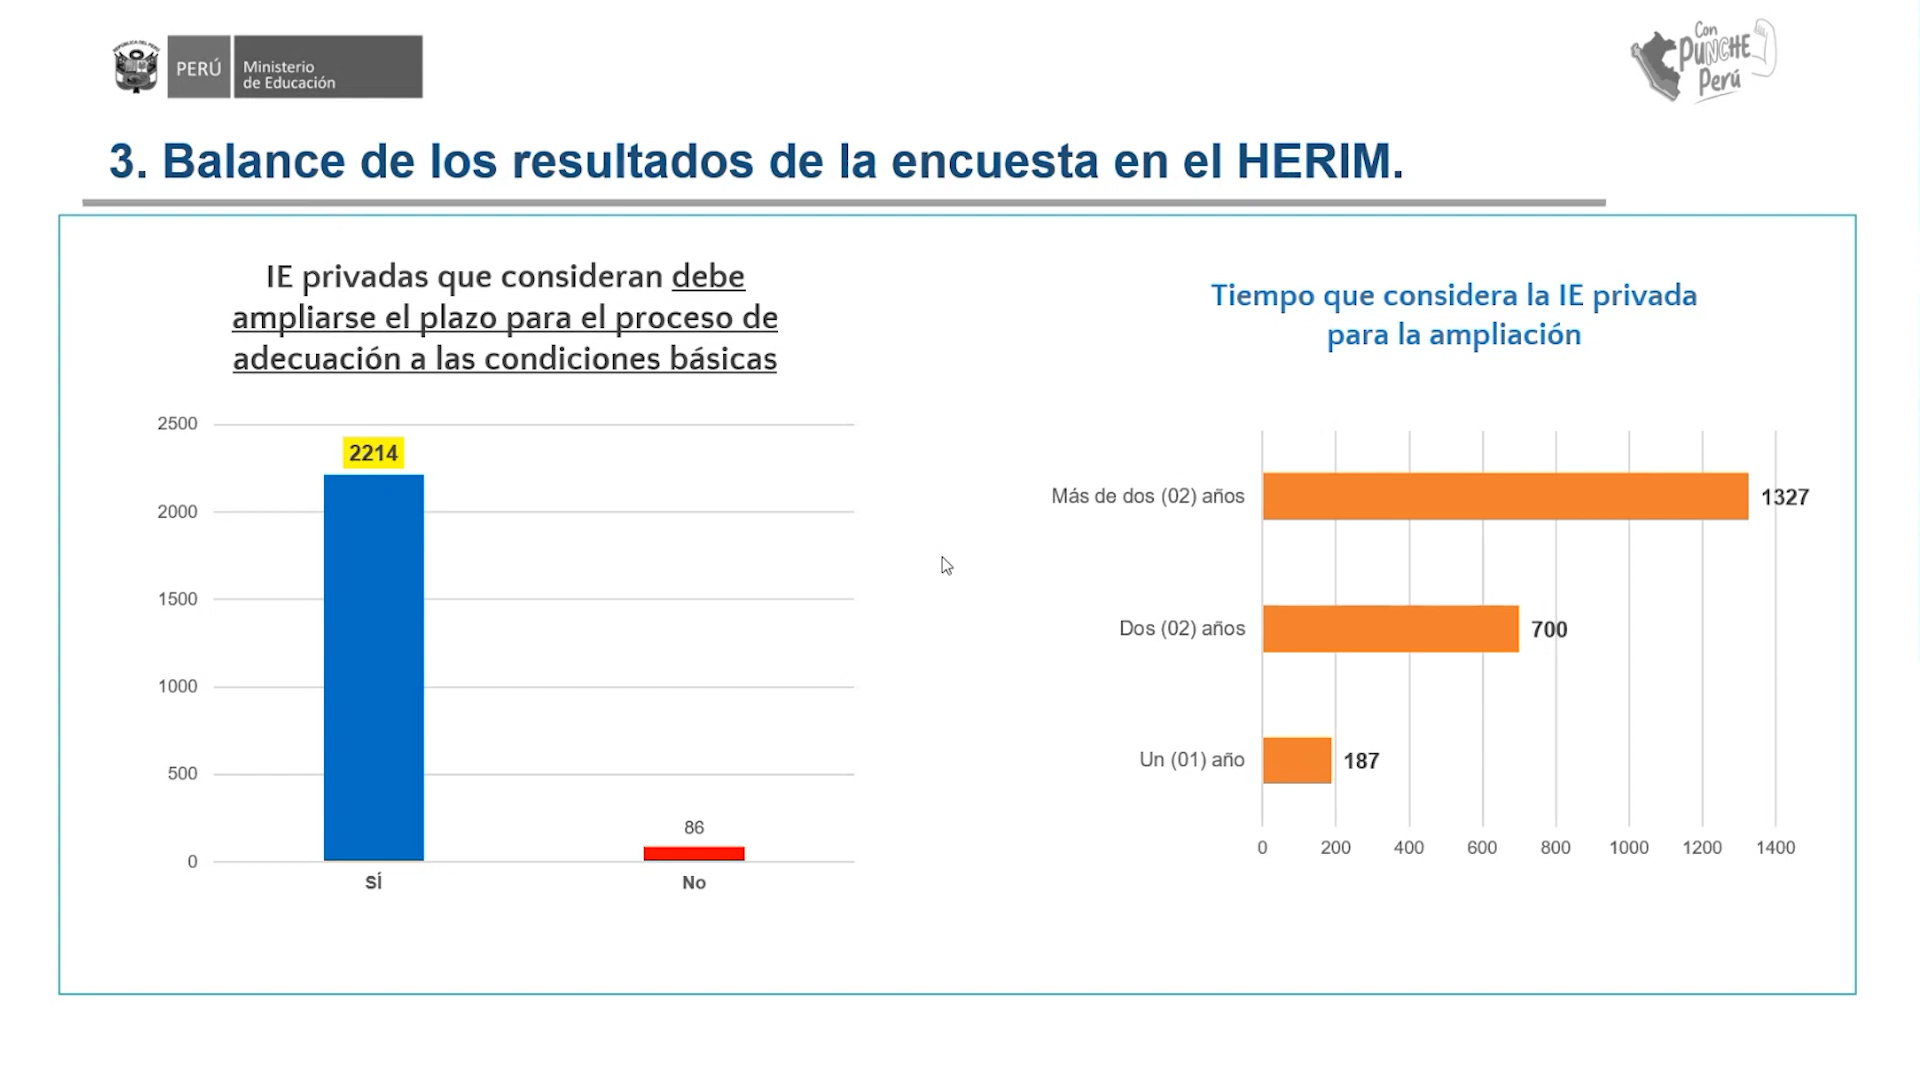 REPÚBLICA DEL PERÚ
PERÚ
Ministerio
de Educación
Con
PUNCHE
Perú
3. Balance de los resultados de la encuesta en el HERIM.
IE privadas que consideran debe
ampliarse el plazo para el proceso de
adecuación a las condiciones básicas
2500
2000
1500
1000
500
0
2214
86
SÍ
No
Tiempo que considera la IE privada
para la ampliación
Más de dos (02) años
1327
Dos (02) años
700
Un (01) año
187
0 200 400 600 800 1000 1200 1400